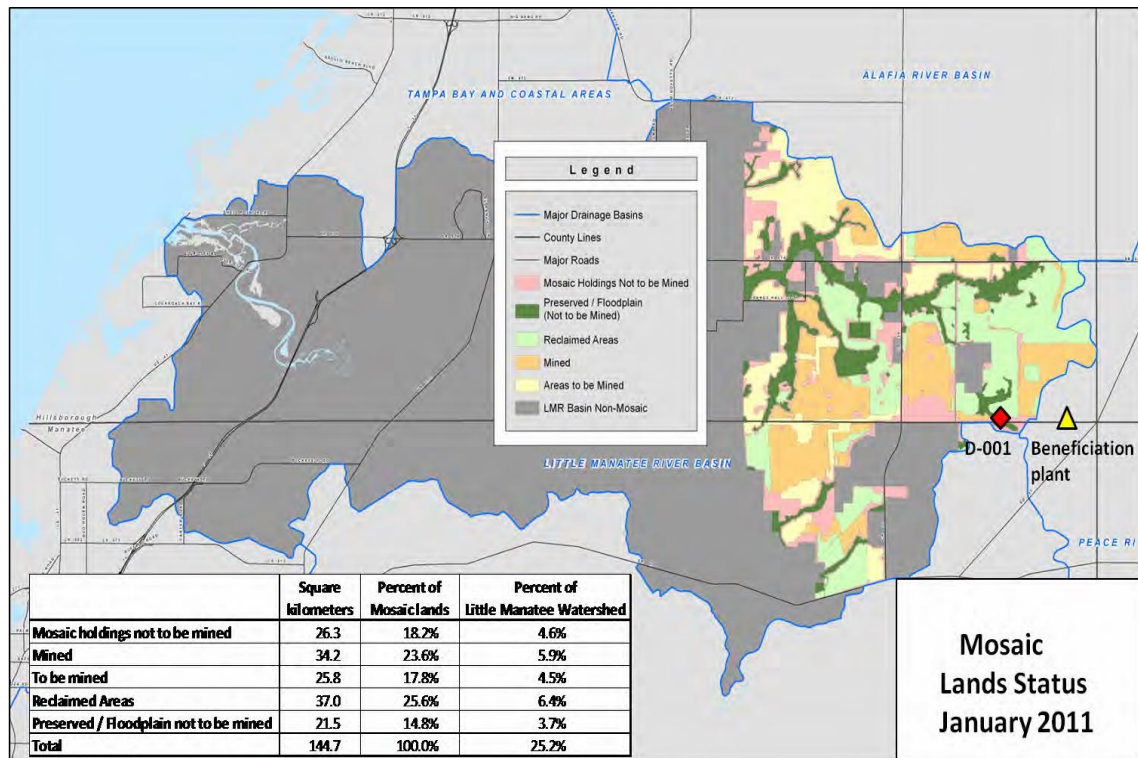 ALAFIA RIVER BASIN
TAMPA BAY AND COASTAL AREAS
Legend
Major Drainage Basins
County Lines
Major Roads
Mosaic Holdings Not to be Mined
Preserved / Floodplain
(Not to be Mined)
Reclaimed Areas
Mined
Areas to be Mined
LMR Basin Non-Mosaic
Hillsborough
Manatee
LITTLE MANATEE RIVER BASIN
D-001
Beneficiation
plant
PEACE RI
Square kilometers Percent of Mosaic lands Percent of Little Manatee Watershed
Mosaic holdings not to be mined 26.3 18.2% 4.6%
Mined 34.2 23.6% 5.9%
To be mined 25.8 17.8% 4.5%
Reclaimed Areas 37.0 25.6% 6.4%
Preserved / Floodplain not to be mined 21.5 14.8% 3.7%
Total 144.7 100.0% 25.2%
Mosaic
Lands Status
January 2011